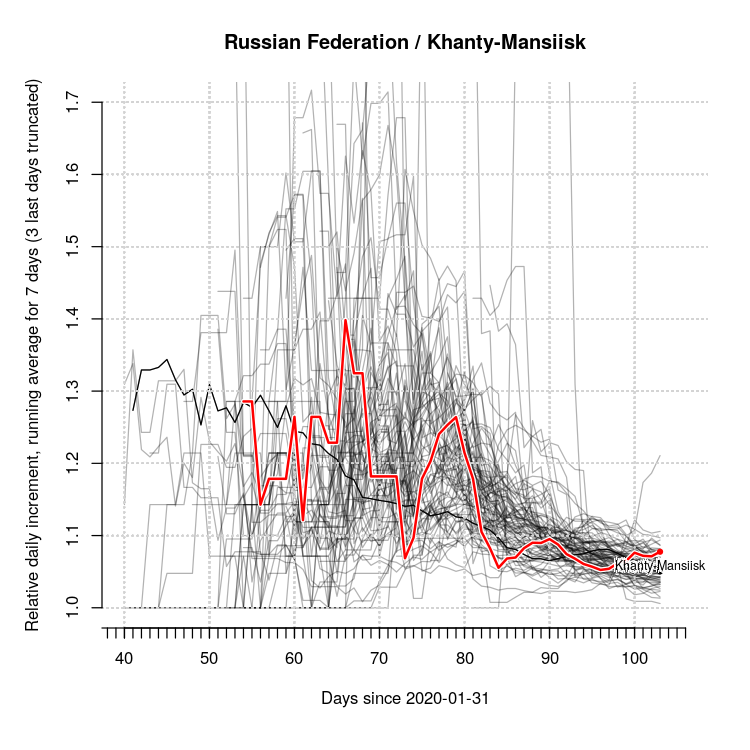 Russian Federation / Khanty-Mansiisk
Relative daily increment, running average for 7 days (3 last days truncated)
1.7
1.6
1.5
1.4
1.3
1.2
1.1
1.0
Khanty-Mansiisk
40 50 60 70 80 90 100
Days since 2020-01-31